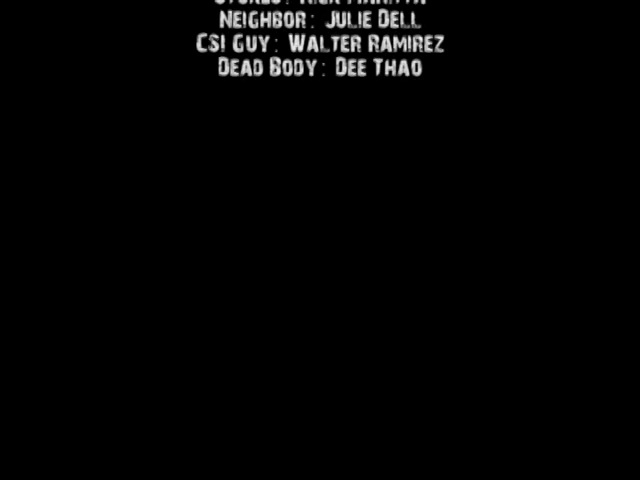 Neighbor: Julie Dell
CSI Guy: Walter Ramirez
Dead Body: Dee Thao